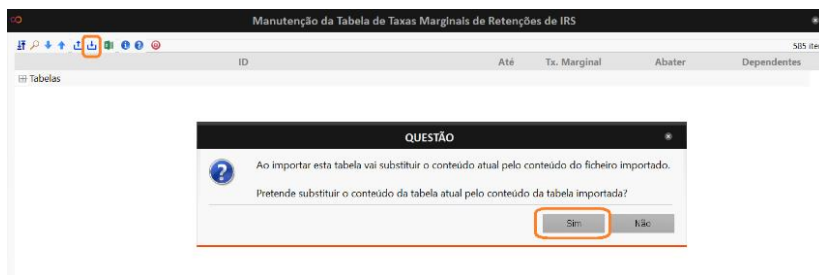 Manutenção da Tabela de Taxas Marginais de Retenções de IRS
585 ite
ID Até Tx. Marginal Abater Dependentes
Tabelas
QUESTÃO
Ao importar esta tabela vai substituir o conteúdo atual pelo conteúdo do ficheiro importado.
Pretende substituir o conteúdo da tabela atual pelo conteúdo da tabela importada?
Sim Não